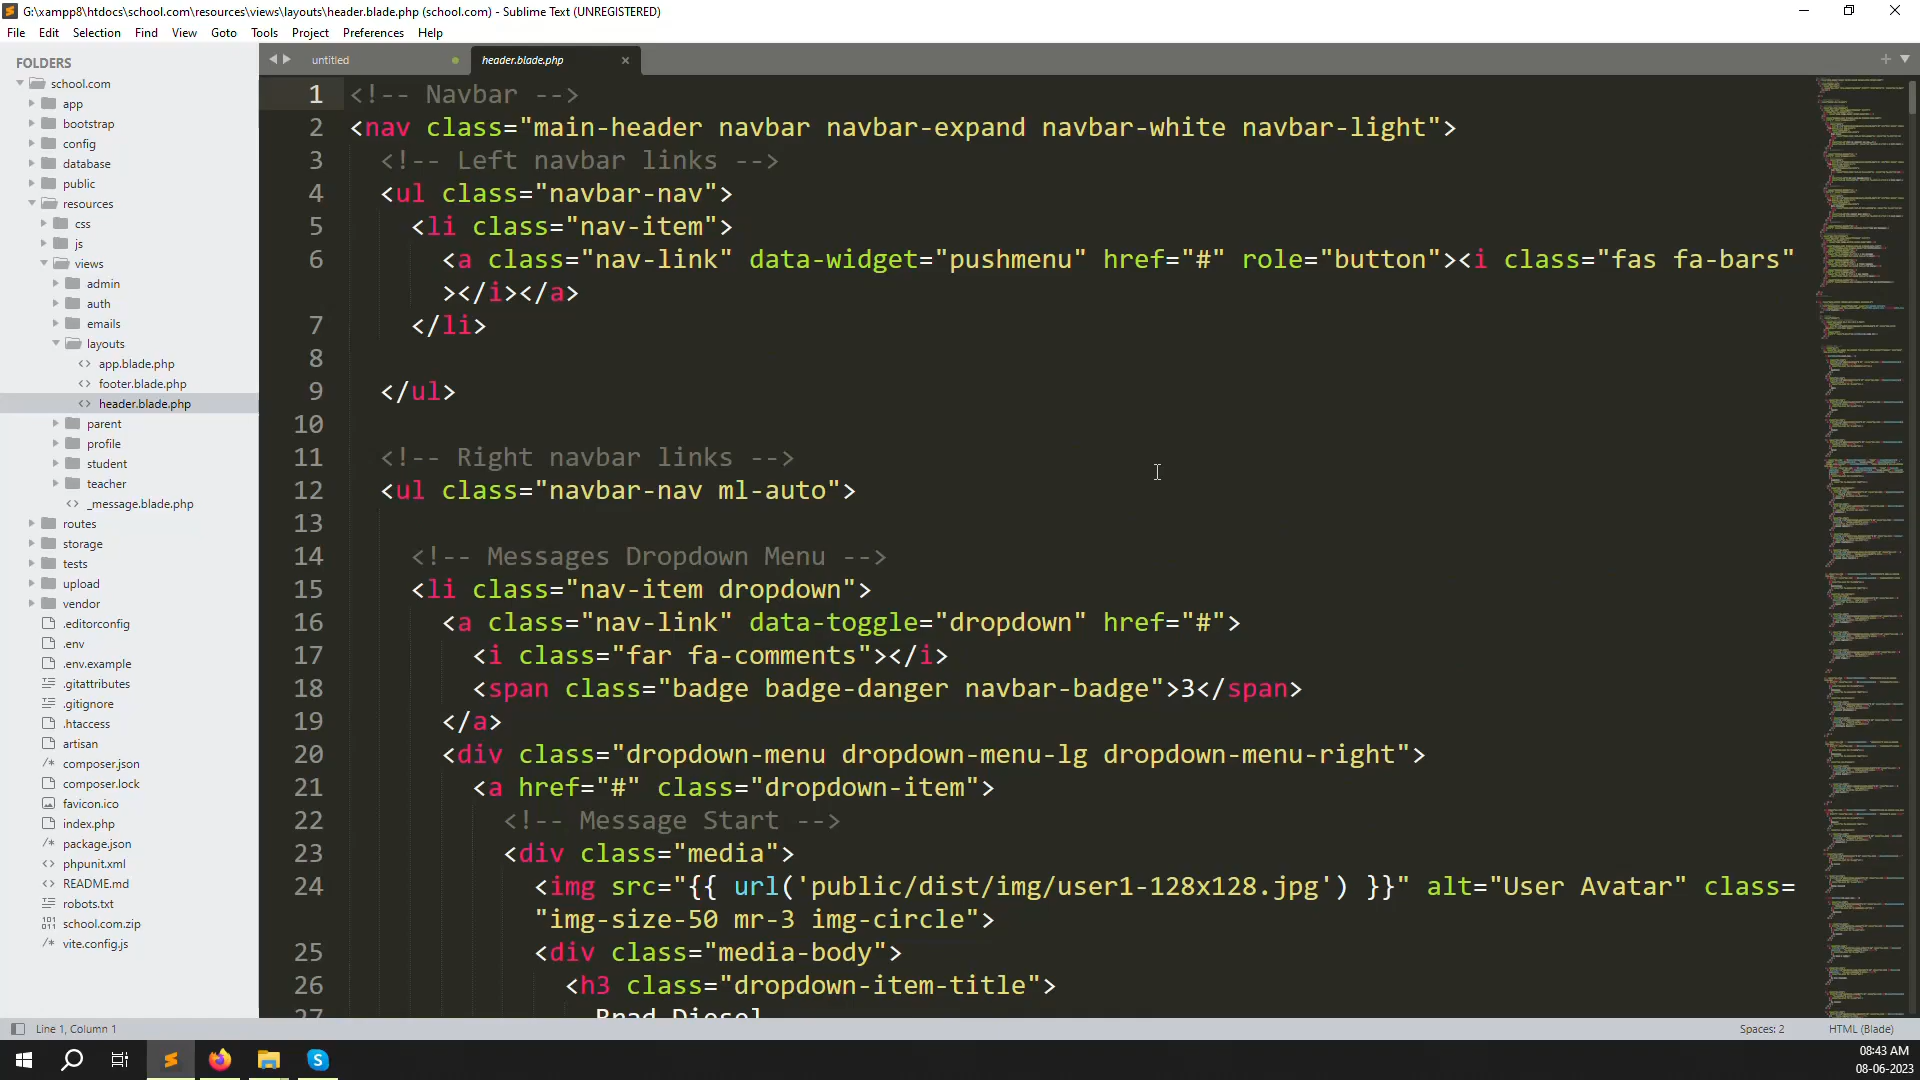 G:\xampp8\htdocs\school.com\resources\views\layouts\header.blade.php (school.com) - Sublime Text (UNREGISTERED)
File Edit Selection Find View Goto Tools Project Preferences Help
FOLDERS
school.com
app
bootstrap
config
database
public
resources
css
js
views
admin
auth
emails
layouts
app.blade.php
footer.blade.php
header.blade.php
parent
profile
student
teacher
_message.blade.php
routes
storage
tests
upload
vendor
.editorconfig
.env
.env.example
.gitattributes
.gitignore
.htaccess
artisan
composer.json
composer.lock
favicon.ico
index.php
package.json
phpunit.xml
README.md
robots.txt
school.com.zip
vite.config.js
untitled
header.blade.php
1 <!-- Navbar -->
2 <nav class="main-header navbar navbar-expand navbar-white navbar-light">
3 <!-- Left navbar links -->
4 <ul class="navbar-nav">
5 <li class="nav-item">
6 <a class="nav-link" data-widget="pushmenu" href="#" role="button"><i class="fas fa-bars"
></i></a>
7 </li>
8
9 </ul>
10
11 <!-- Right navbar links -->
12 <ul class="navbar-nav ml-auto">
13
14 <!-- Messages Dropdown Menu -->
15 <li class="nav-item dropdown">
16 <a class="nav-link" data-toggle="dropdown" href="#">
17 <i class="far fa-comments"></i>
18 <span class="badge badge-danger navbar-badge">3</span>
19 </a>
20 <div class="dropdown-menu dropdown-menu-lg dropdown-menu-right">
21 <a href="#" class="dropdown-item">
22 <!-- Message Start -->
23 <div class="media">
24 <img src="{{ url('public/dist/img/user1-128x128.jpg') }}" alt="User Avatar" class=
"img-size-50 mr-3 img-circle">
25 <div class="media-body">
26 <h3 class="dropdown-item-title">
27 Brad Diesel
Line 1, Column 1
Spaces: 2
HTML (Blade)
08:43 AM
08-06-2023